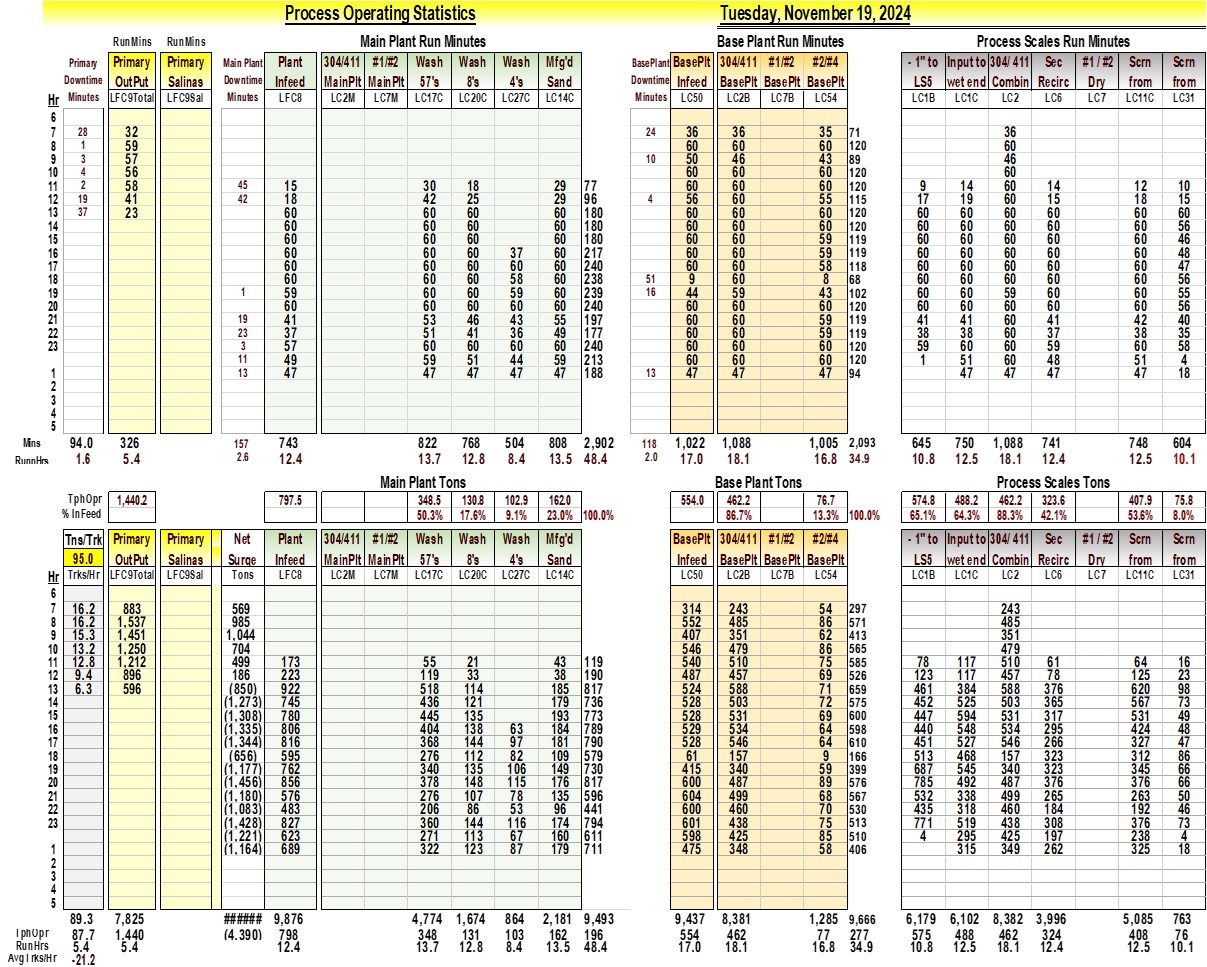 Process Operating Statistics Tuesday, November 19, 2024
RunMins RunMins Main Plant Run Minutes Base Plant Run Minutes Process Scales Run Minutes
Primary Primary Primary Main Plant Plant 304/411 #1/#2 Wash Wash Wash Mfg'd BasePlant BasePlt 304/411 #1/#2 #2/#4 - 1" to Input to 304/ 411 Sec #1 / #2 Scrn Scrn
Downtime OutPut Salinas Downtime Infeed MainPlt MainPlt 57's 8's 4's Sand Downtime Infeed BasePlt BasePlt BasePlt LS5 wet end Combin Recirc Dry from from
Hr Minutes LFC9Total LFC9Sal Minutes LFC8 LC2M LC7M LC17C LC20C LC27C LC14C Minutes LC50 LC2B LC7B LC54 LC1B LC1C LC2 LC6 LC7 LC11C LC31
6
7 28 32 24 36 36 35 71 36
8 1 59 60 60 60 120 60
9 3 57 10 50 46 43 89 46
10 4 56 60 60 60 120 60
11 2 58 45 15 30 18 29 77 60 60 60 120 9 14 60 14 12 10
12 19 41 42 18 42 25 29 96 4 56 60 55 115 17 19 60 15 18 15
13 37 23 60 60 60 60 180 60 60 60 120 60 60 60 60 60 60
14 60 60 60 60 180 60 60 60 120 60 60 60 60 60 56
15 60 60 60 60 180 60 60 59 119 60 60 60 60 60 46
16 60 60 60 37 60 217 60 60 59 119 60 60 60 60 60 48
17 60 60 60 60 60 240 60 60 58 118 60 60 60 60 60 47
18 60 60 60 58 60 238 51 9 60 8 68 60 60 60 60 60 56
19 1 59 60 60 59 60 239 16 44 59 43 102 60 60 59 60 60 55
20 60 60 60 60 60 240 60 60 60 120 60 60 60 60 60 56
21 19 41 53 46 43 55 197 60 60 59 119 41 41 60 41 42 40
22 23 37 51 41 36 49 177 60 60 59 119 38 38 60 37 38 35
23 3 57 60 60 60 60 240 60 60 60 120 59 60 60 59 60 58
11 49 59 51 44 59 213 60 60 60 120 1 51 60 48 51 4
1 13 47 47 47 47 47 188 13 47 47 47 94 47 47 47 47 18
2
3
4
5
Mins 94.0 326 157 743 822 768 504 808 2,902 118 1,022 1,088 1,005 2,093 645 750 1,088 741 748 604
RunnHrs 1.6 5.4 2.6 12.4 13.7 12.8 8.4 13.5 48.4 2.0 17.0 18.1 16.8 34.9 10.8 12.5 18.1 12.4 12.5 10.1
Main Plant Tons Base Plant Tons Process Scales Tons
TphOpr 1,440.2 797.5 348.5 130.8 102.9 162.0 554.0 462.2 76.7 574.8 488.2 462.2 323.6 407.9 75.8
% InFeed 50.3% 17.6% 9.1% 23.0% 100.0% 86.7% 13.3% 100.0% 65.1% 64.3% 88.3% 42.1% 53.6% 8.0%
Tns/Trk Primary Primary Net Plant 304/411 #1/#2 Wash Wash Wash Mfg'd BasePlt 304/411 #1/#2 #2/#4 - 1" to Input to 304/ 411 Sec #1 / #2 Scrn Scrn
95.0 OutPut Salinas Surge Infeed MainPlt MainPlt 57's 8's 4's Sand Infeed BasePlt BasePlt BasePlt LS5 wet end Combin Recirc Dry from from
Hr Trks/Hr LFC9Total LFC9Sal Tons LFC8 LC2M LC7M LC17C LC20C LC27C LC14C LC50 LC2B LC7B LC54 LC1B LC1C LC2 LC6 LC7 LC11C LC31
6
7 16.2 883 569 314 243 54 297 243
8 16.2 1,537 985 552 485 86 571 485
9 15.3 1,451 1,044 407 351 62 413 351
10 13.2 1,250 704 546 479 86 565 479
11 12.8 1,212 499 173 55 21 43 119 540 510 75 585 78 117 510 61 64 16
12 9.4 896 186 223 119 33 38 190 487 457 69 526 123 117 457 78 125 23
13 6.3 596 (850) 922 518 114 185 817 524 588 71 659 461 384 588 376 620 98
14 (1,273) 745 436 121 179 736 528 503 72 575 452 525 503 365 567 73
15 (1,308) 780 445 135 193 773 528 531 69 600 447 594 531 317 531 49
16 (1,335) 806 404 138 63 184 789 529 534 64 598 440 548 534 295 424 48
17 (1,344) 816 368 144 97 181 790 528 546 64 610 451 527 546 266 327 47
18 (656) 595 276 112 82 109 579 61 157 9 166 513 468 157 323 312 86
19 (1,177) 762 340 135 106 149 730 415 340 59 399 687 545 340 323 345 66
20 (1,456) 856 378 148 115 176 817 600 487 89 576 785 492 487 376 376 66
21 (1,180) 576 276 107 78 135 596 604 499 68 567 532 338 499 265 263 50
22 (1,083) 483 206 86 53 96 441 600 460 70 530 435 318 460 184 192 46
23 (1,428) 827 360 144 116 174 794 601 438 75 513 771 519 438 308 376 73
(1,221) 623 271 113 67 160 611 598 425 85 510 4 295 425 197 238 4
1 (1,164) 689 322 123 87 179 711 475 348 58 406 315 349 262 325 18
2
3
4
5
89.3 7,825 ###### 9,876 4,774 1,674 864 2,181 9,493 9,437 8,381 1,285 9,666 6,179 6,102 8,382 3,996 5,085 763
TphOpr 87.7 1,440 (4,390) 798 348 131 103 162 196 554 462 77 277 575 488 462 324 408 76
RunHrs 5.4 5.4 12.4 13.7 12.8 8.4 13.5 48.4 17.0 18.1 16.8 34.9 10.8 12.5 18.1 12.4 12.5 10.1
AvgTrks/Hr -21.2